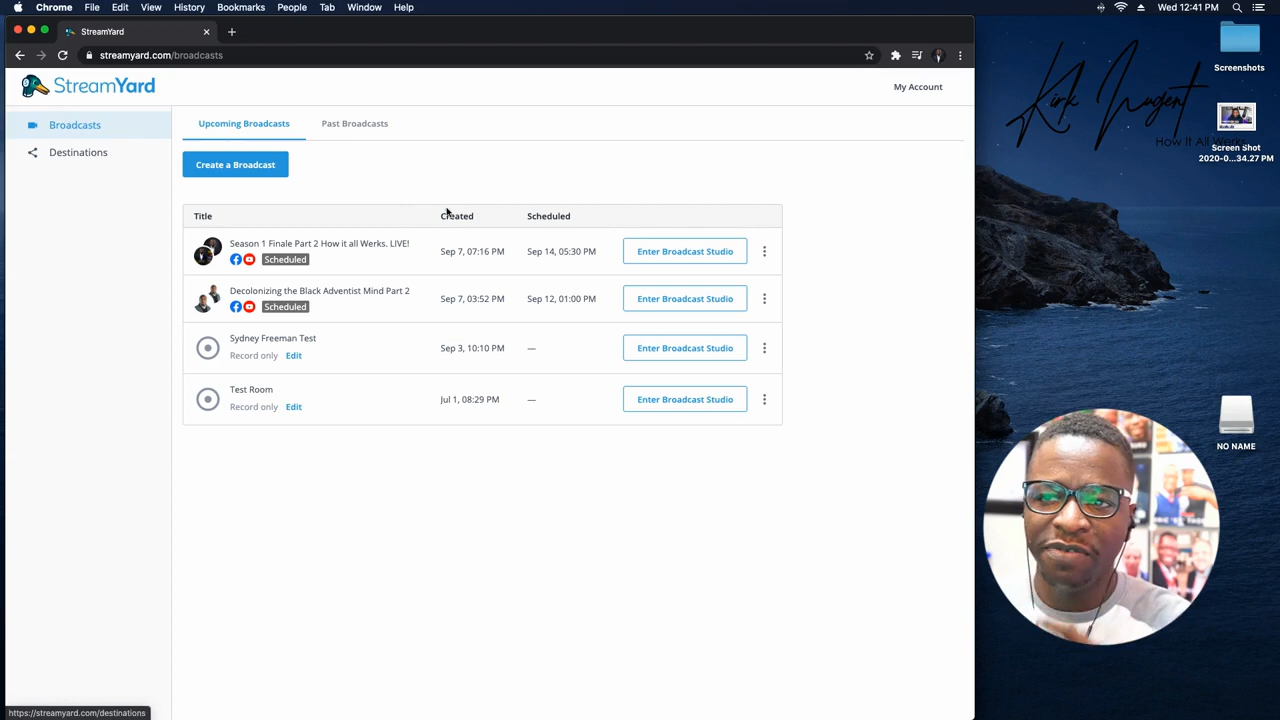 Chrome File Edit View History Bookmarks People Tab Window Help Wed 12:41 PM
StreamYard
streamyard.com/broadcasts
StreamYard My Account
Broadcasts
Destinations
Upcoming Broadcasts Past Broadcasts
Create a Broadcast
Title Created Scheduled
Season 1 Finale Part 2 How it all Werks. LIVE! Sep 7, 07:16 PM Sep 14, 05:30 PM Enter Broadcast Studio
Scheduled
Decolonizing the Black Adventist Mind Part 2 Sep 7, 03:52 PM Sep 12, 01:00 PM Enter Broadcast Studio
Scheduled
Sydney Freeman Test Sep 3, 10:10 PM — Enter Broadcast Studio
Record only Edit
Test Room Jul 1, 08:29 PM — Enter Broadcast Studio
Record only Edit
https://streamyard.com/destinations
Screenshots
Kirk Nugent
How It All Werks
Screen Shot
2020-0...34.27 PM
NO NAME